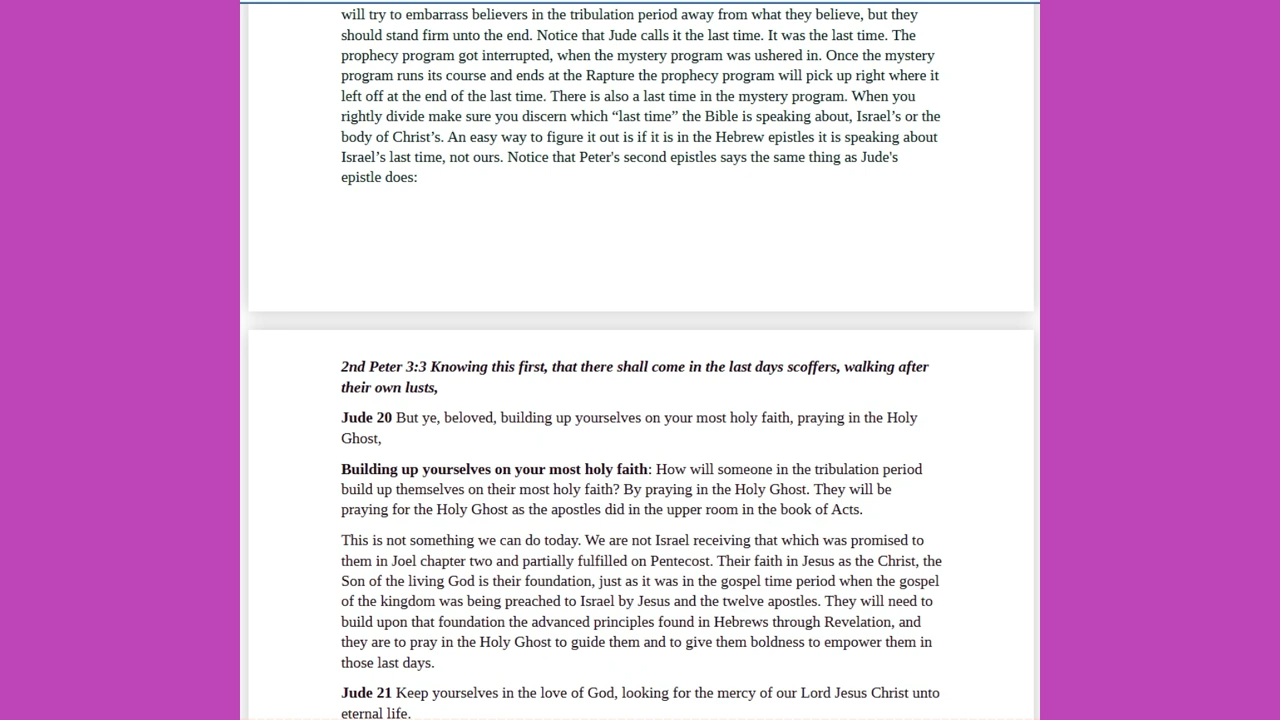 will try to embarrass believers in the tribulation period away from what they believe, but they
should stand firm unto the end. Notice that Jude calls it the last time. It was the last time. The
prophecy program got interrupted, when the mystery program was ushered in. Once the mystery
program runs its course and ends at the Rapture the prophecy program will pick up right where it
left off at the end of the last time. There is also a last time in the mystery program. When you
rightly divide make sure you discern which “last time” the Bible is speaking about, Israel’s or the
body of Christ’s. An easy way to figure it out is if it is in the Hebrew epistles it is speaking about
Israel’s last time, not ours. Notice that Peter's second epistles says the same thing as Jude's
epistle does:
2nd Peter 3:3 Knowing this first, that there shall come in the last days scoffers, walking after
their own lusts,
Jude 20 But ye, beloved, building up yourselves on your most holy faith, praying in the Holy
Ghost,
Building up yourselves on your most holy faith: How will someone in the tribulation period
build up themselves on their most holy faith? By praying in the Holy Ghost. They will be
praying for the Holy Ghost as the apostles did in the upper room in the book of Acts.
This is not something we can do today. We are not Israel receiving that which was promised to
them in Joel chapter two and partially fulfilled on Pentecost. Their faith in Jesus as the Christ, the
Son of the living God is their foundation, just as it was in the gospel time period when the gospel
of the kingdom was being preached to Israel by Jesus and the twelve apostles. They will need to
build upon that foundation the advanced principles found in Hebrews through Revelation, and
they are to pray in the Holy Ghost to guide them and to give them boldness to empower them in
those last days.
Jude 21 Keep yourselves in the love of God, looking for the mercy of our Lord Jesus Christ unto
eternal life.